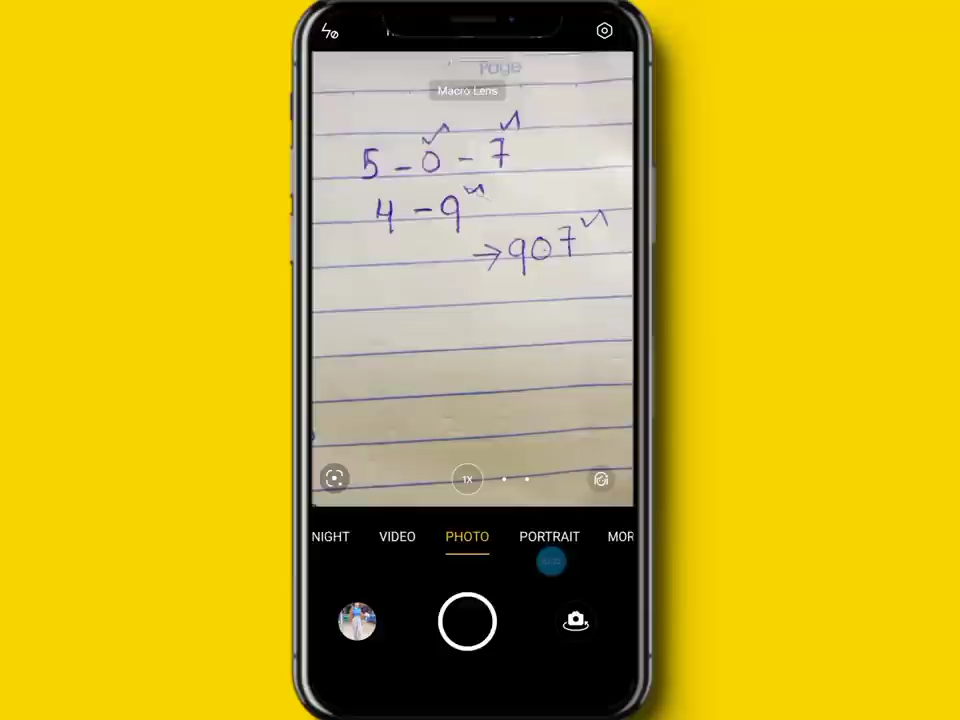 Page
Macro Lens
5 - 0 - 7
4 - 9
→ 907
1X
NIGHT VIDEO PHOTO PORTRAIT MOR